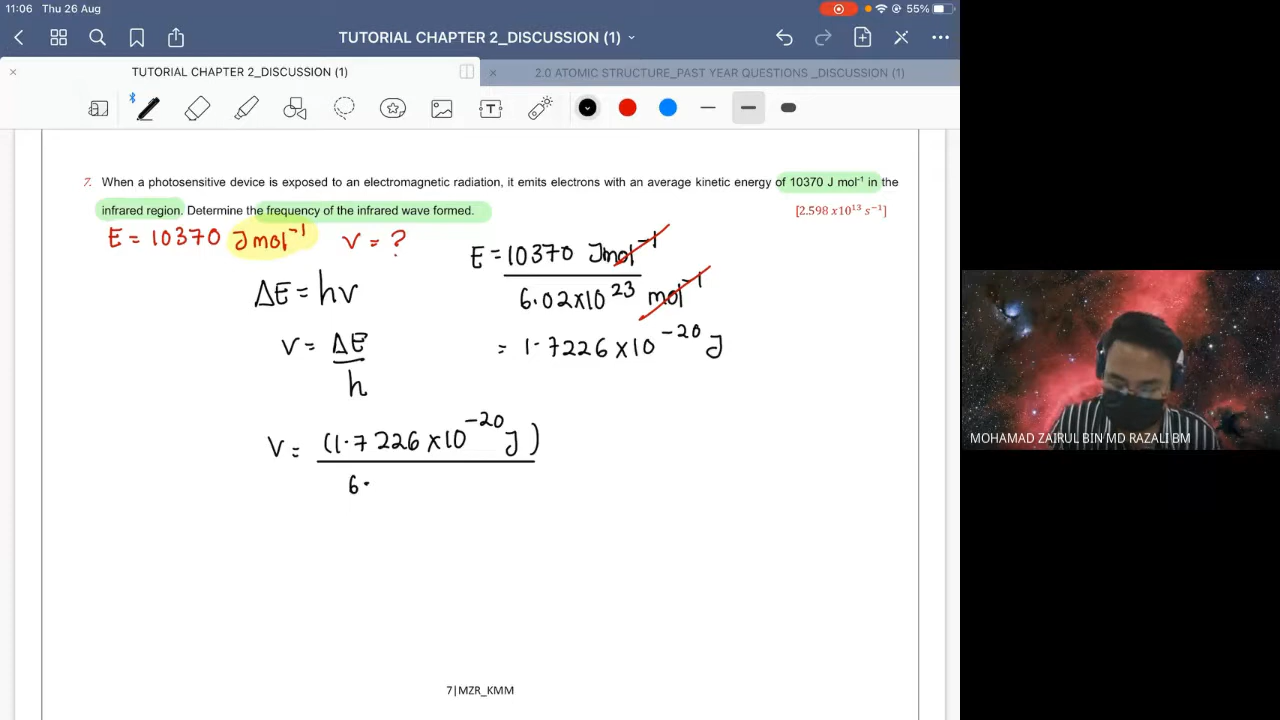 11:06 Thu 26 Aug 55%
TUTORIAL CHAPTER 2_DISCUSSION (1)
TUTORIAL CHAPTER 2_DISCUSSION (1) 2.0 ATOMIC STRUCTURE_PAST YEAR QUESTIONS _DISCUSSION (1)
7. When a photosensitive device is exposed to an electromagnetic radiation, it emits electrons with an average kinetic energy of 10370 J mol⁻¹ in the
infrared region. Determine the frequency of the infrared wave formed. [2.598 x10¹³ s⁻¹]
E = 10370 Jmol⁻¹ v = ?
E = 10370 Jmol⁻¹
6.02×10²³ mol⁻¹
= 1.7226 ×10⁻²⁰ J
ΔE = hv
v = ΔE
h
v = (1.7226 ×10⁻²⁰ J)
6.
MOHAMAD ZAIRUL BIN MD RAZALI BM
7|MZR_KMM